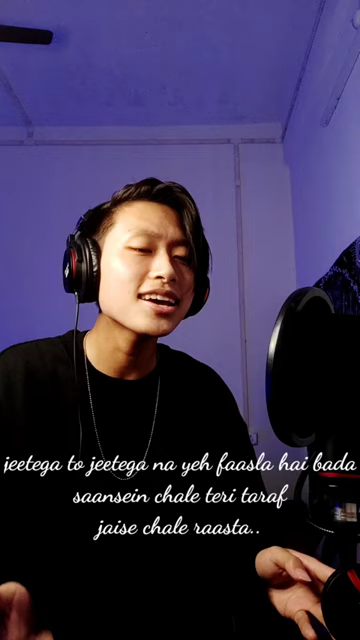 jeetega to jeetega na yeh faasla hai bada
saansein chale teri taraf
jaise chale raasta..